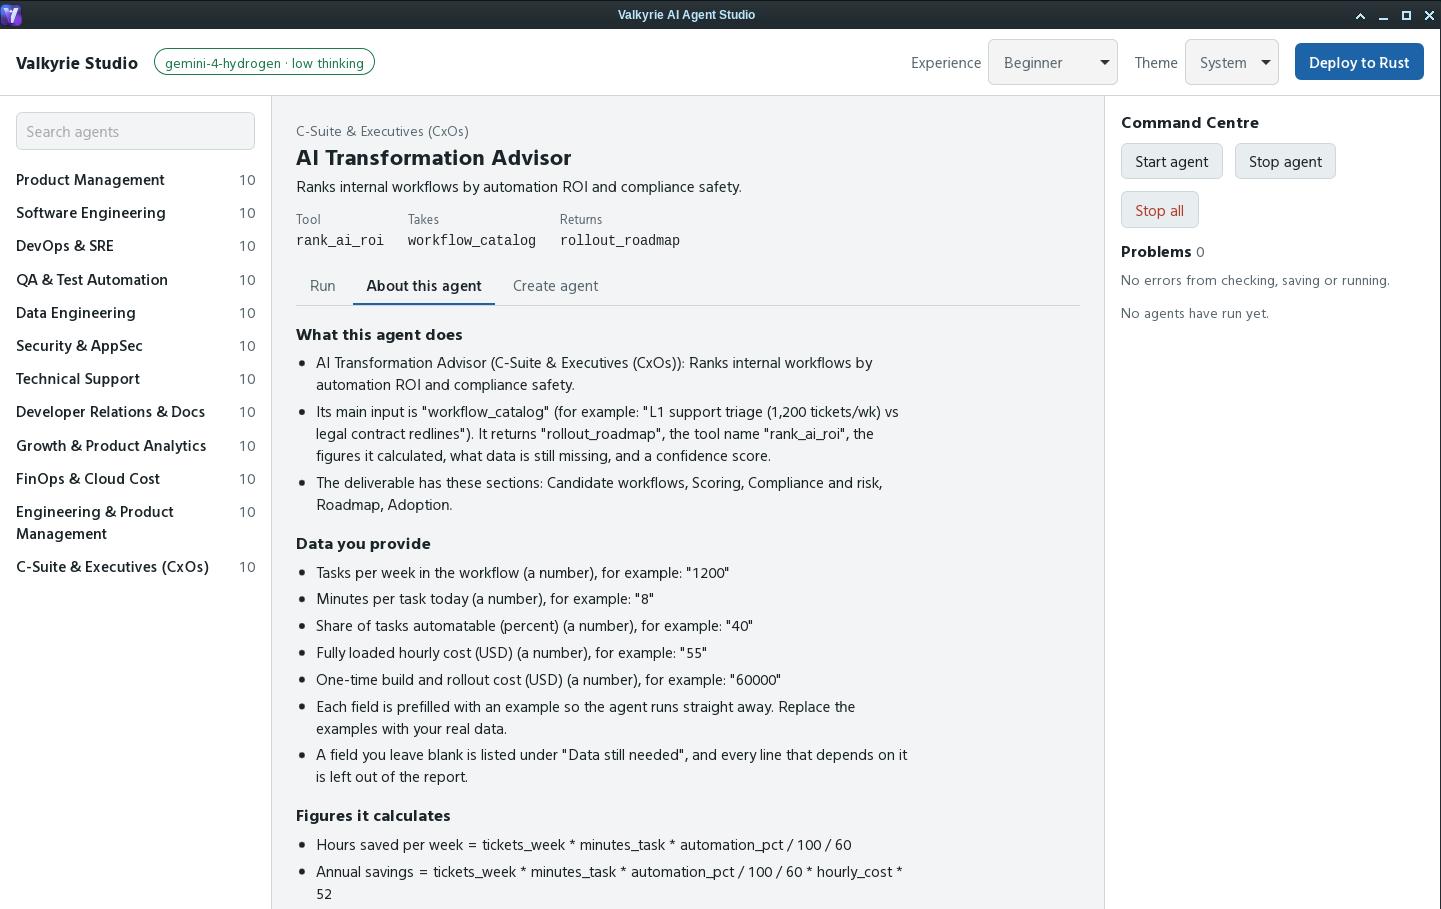 Valkyrie AI Agent Studio
Valkyrie Studio
gemini-4-hydrogen · low thinking
Experience
Beginner
Theme
System
Deploy to Rust
Search agents
Product Management 10
Software Engineering 10
DevOps & SRE 10
QA & Test Automation 10
Data Engineering 10
Security & AppSec 10
Technical Support 10
Developer Relations & Docs 10
Growth & Product Analytics 10
FinOps & Cloud Cost 10
Engineering & Product 10
Management
C-Suite & Executives (CxOs) 10
C-Suite & Executives (CxOs)
AI Transformation Advisor
Ranks internal workflows by automation ROI and compliance safety.
Tool Takes Returns
rank_ai_roi workflow_catalog rollout_roadmap
Run About this agent Create agent
What this agent does
AI Transformation Advisor (C-Suite & Executives (CxOs)): Ranks internal workflows by
automation ROI and compliance safety.
Its main input is "workflow_catalog" (for example: "L1 support triage (1,200 tickets/wk) vs
legal contract redlines"). It returns "rollout_roadmap", the tool name "rank_ai_roi", the
figures it calculated, what data is still missing, and a confidence score.
The deliverable has these sections: Candidate workflows, Scoring, Compliance and risk,
Roadmap, Adoption.
Data you provide
Tasks per week in the workflow (a number), for example: "1200"
Minutes per task today (a number), for example: "8"
Share of tasks automatable (percent) (a number), for example: "40"
Fully loaded hourly cost (USD) (a number), for example: "55"
One-time build and rollout cost (USD) (a number), for example: "60000"
Each field is prefilled with an example so the agent runs straight away. Replace the
examples with your real data.
A field you leave blank is listed under "Data still needed", and every line that depends on it
is left out of the report.
Figures it calculates
Hours saved per week = tickets_week * minutes_task * automation_pct / 100 / 60
Annual savings = tickets_week * minutes_task * automation_pct / 100 / 60 * hourly_cost *
52
Command Centre
Start agent
Stop agent
Stop all
Problems 0
No errors from checking, saving or running.
No agents have run yet.